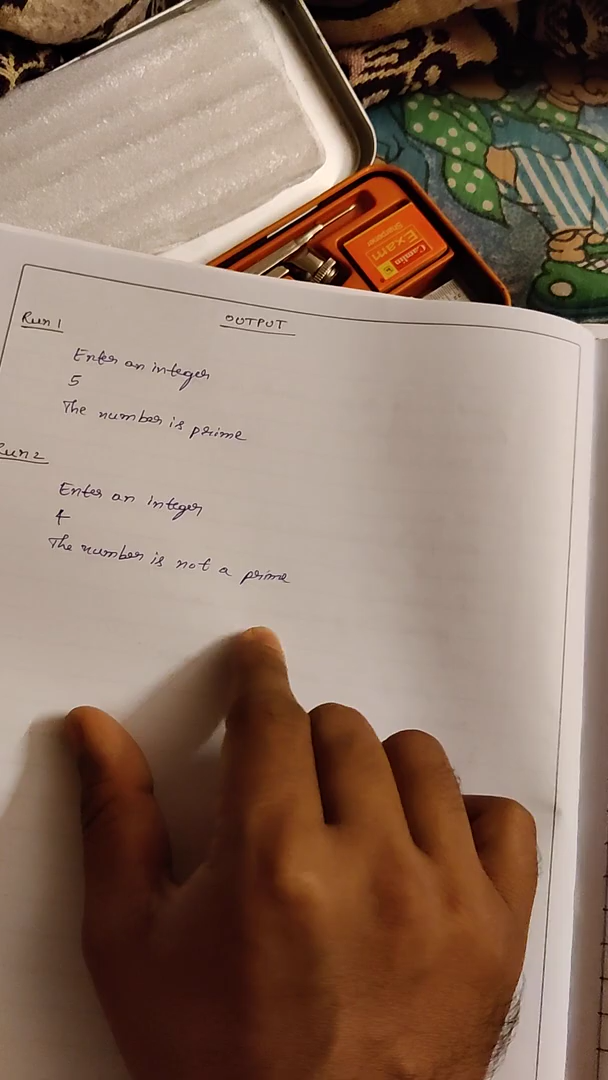 Camlin
Exam
Sharpener
OUTPUT
Run 1
Enter an integer
5
The number is prime
Run 2
Enter an integer
4
The number is not a prime